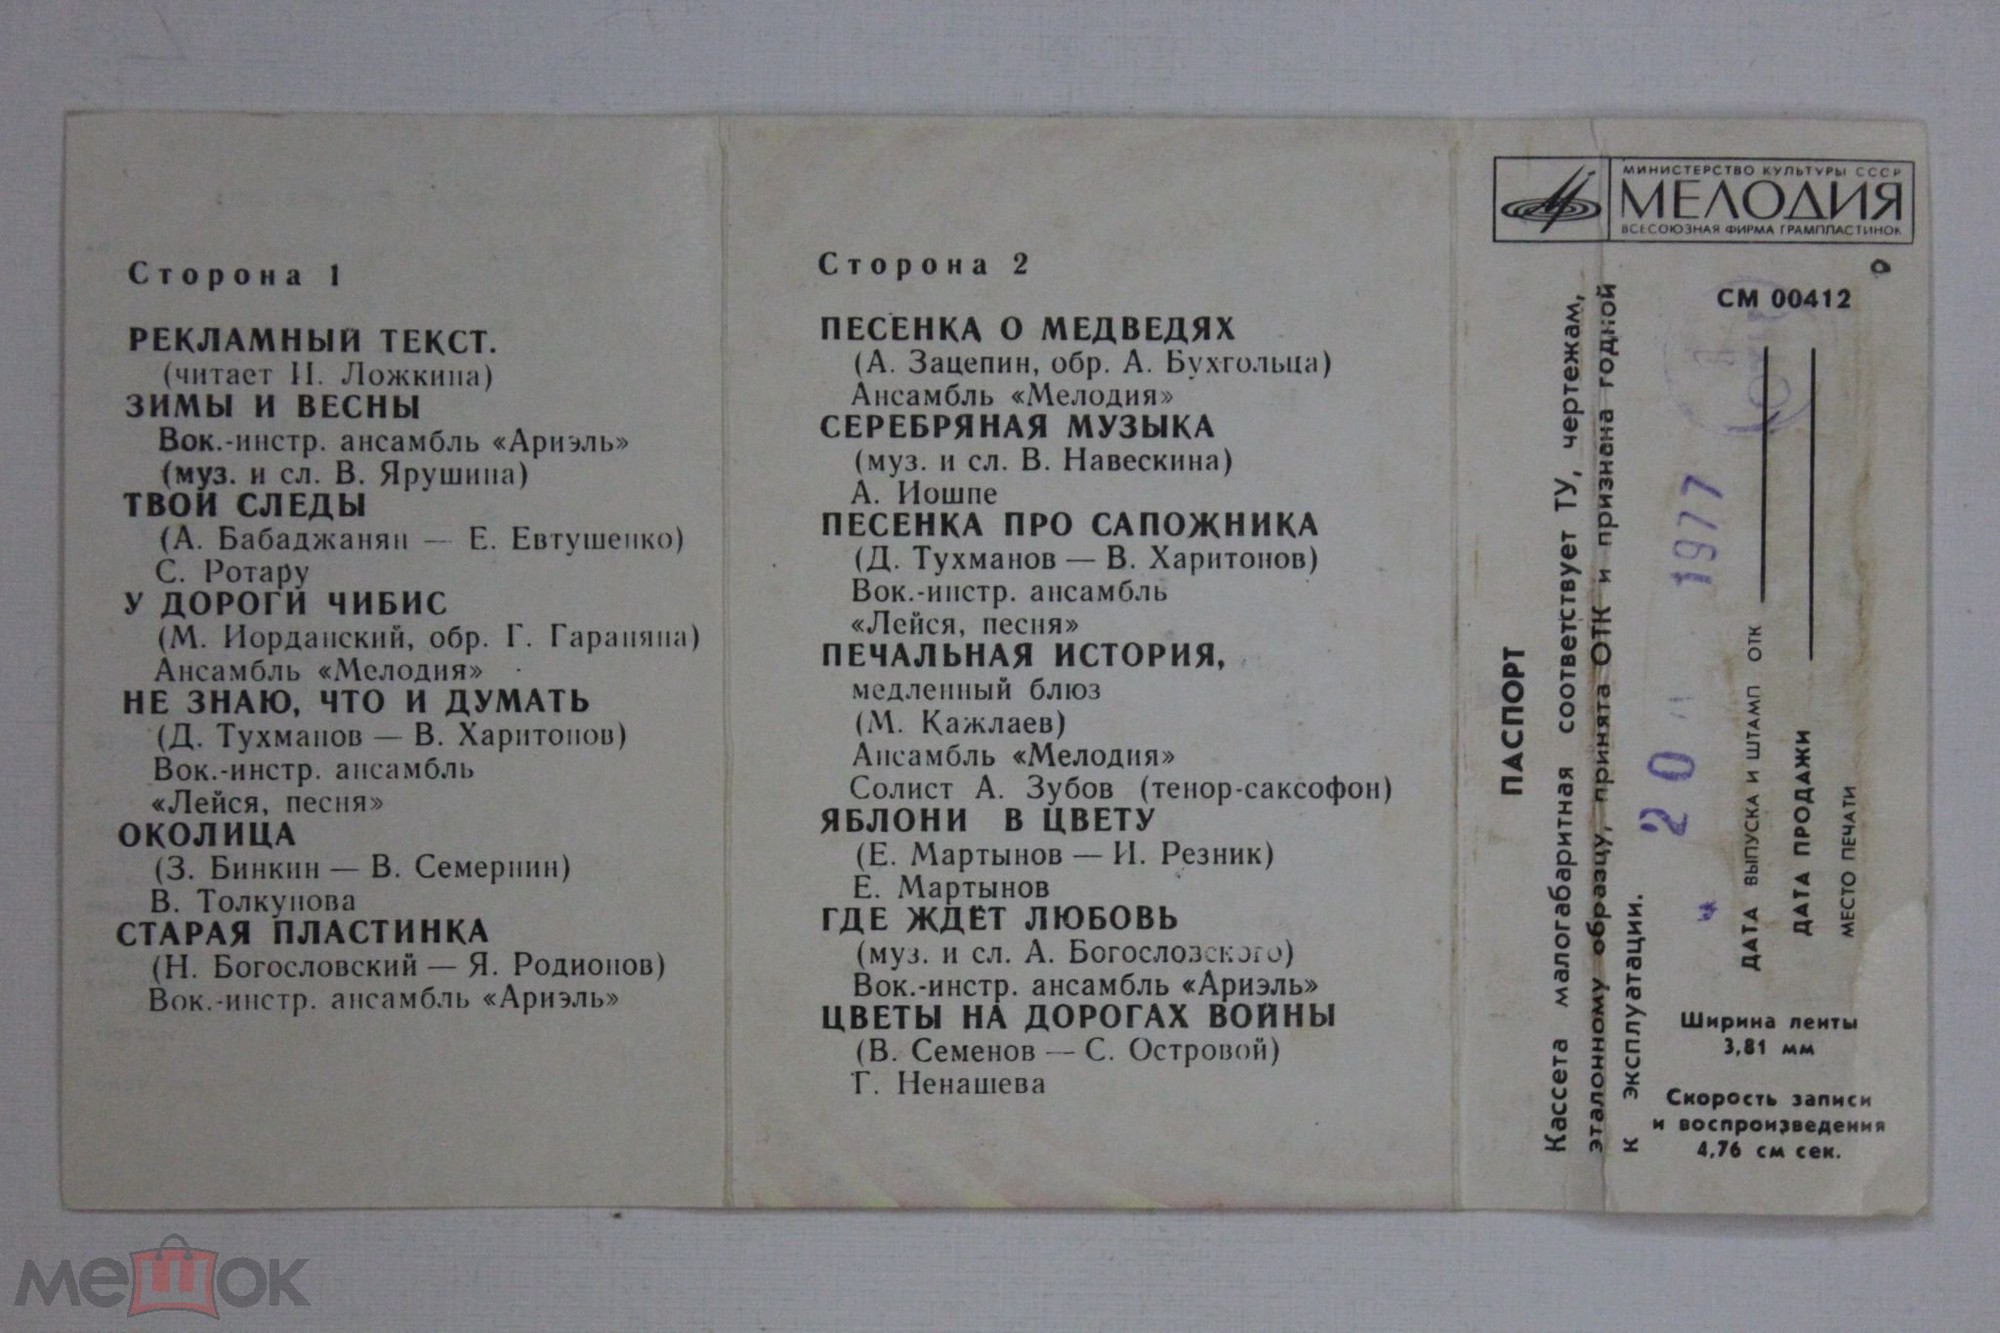 Сторона 1
РЕКЛАМНЫЙ ТЕКСТ.
(читает Н. Ложкина)
ЗИМЫ И ВЕСНЫ
Вок.-инстр. ансамбль «Ариэль»
(муз. и сл. В. Ярушина)
ТВОИ СЛЕДЫ
(А. Бабаджанян — Е. Евтушенко)
С. Ротару
У ДОРОГИ ЧИБИС
(М. Иорданский, обр. Г. Гараняна)
Ансамбль «Мелодия»
НЕ ЗНАЮ, ЧТО И ДУМАТЬ
(Д. Тухманов — В. Харитонов)
Вок.-инстр. ансамбль
«Лейся, песня»
ОКОЛИЦА
(З. Бинкин — В. Семернин)
В. Толкунова
СТАРАЯ ПЛАСТИНКА
(Н. Богословский — Я. Родионов)
Вок.-инстр. ансамбль «Ариэль»
Сторона 2
ПЕСЕНКА О МЕДВЕДЯХ
(А. Зацепин, обр. А. Бухгольца)
Ансамбль «Мелодия»
СЕРЕБРЯНАЯ МУЗЫКА
(муз. и сл. В. Навескина)
А. Иошпе
ПЕСЕНКА ПРО САПОЖНИКА
(Д. Тухманов — В. Харитонов)
Вок.-инстр. ансамбль
«Лейся, песня»
ПЕЧАЛЬНАЯ ИСТОРИЯ,
медленный блюз
(М. Кажлаев)
Ансамбль «Мелодия»
Солист А. Зубов (тенор-саксофон)
ЯБЛОНИ В ЦВЕТУ
(Е. Мартынов — И. Резник)
Е. Мартынов
ГДЕ ЖДЕТ ЛЮБОВЬ
(муз. и сл. А. Богословского)
Вок.-инстр. ансамбль «Ариэль»
ЦВЕТЫ НА ДОРОГАХ ВОЙНЫ
(В. Семенов — С. Островой)
Г. Ненашева
МИНИСТЕРСТВО КУЛЬТУРЫ СССР
МЕЛОДИЯ
ВСЕСОЮЗНАЯ ФИРМА ГРАМПЛАСТИНОК
СМ 00412
ПАСПОРТ
Кассета малогабаритная соответствует ТУ, чертежам,
эталонному образцу, принята ОТК и признана годной
к эксплуатации.
20 1977
ДАТА ВЫПУСКА И ШТАМП ОТК
ДАТА ПРОДАЖИ
МЕСТО ПЕЧАТИ
Ширина ленты
3,81 мм
Скорость записи
и воспроизведения
4,76 см сек.
мешок